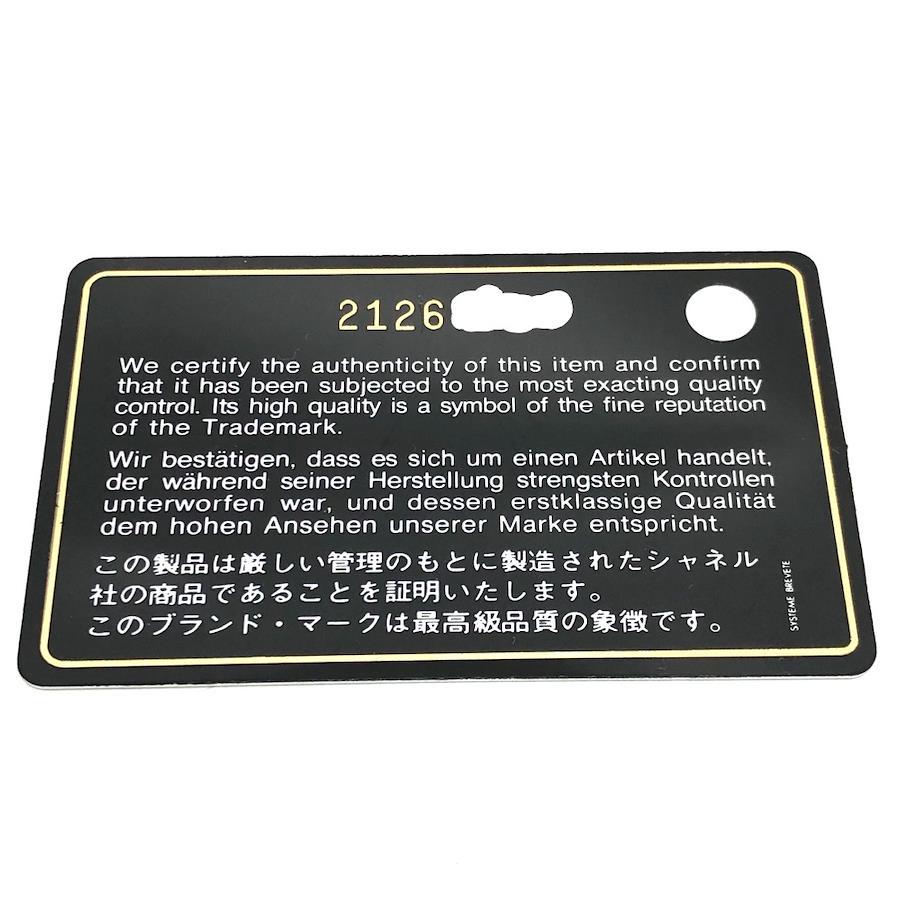 2126
We certify the authenticity of this item and confirm
that it has been subjected to the most exacting quality
control. Its high quality is a symbol of the fine reputation
of the Trademark.
Wir bestätigen, dass es sich um einen Artikel handelt,
der während seiner Herstellung strengsten Kontrollen
unterworfen war, und dessen erstklassige Qualität
dem hohen Ansehen unserer Marke entspricht.
この製品は厳しい管理のもとに製造されたシャネル
社の商品であることを証明いたします。
このブランド・マークは最高級品質の象徴です。
SYSTEME BREVETE